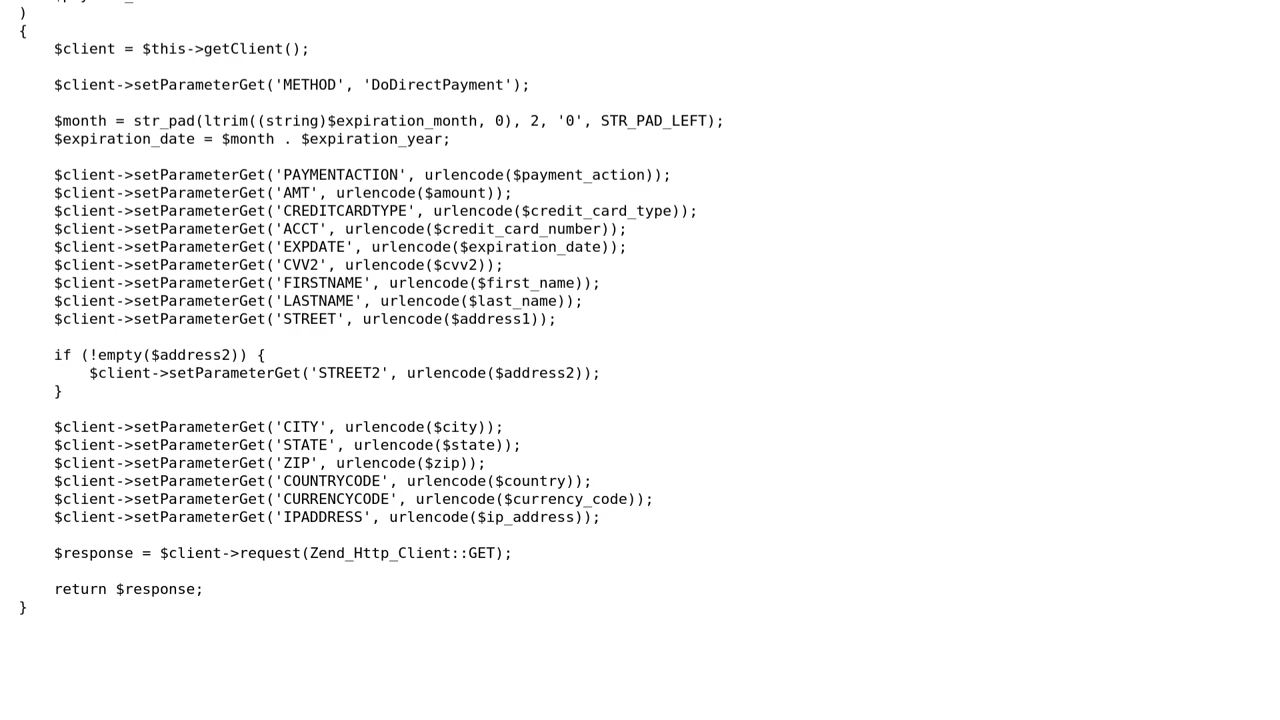 )
{
    $client = $this->getClient();

    $client->setParameterGet('METHOD', 'DoDirectPayment');

    $month = str_pad(ltrim((string)$expiration_month, 0), 2, '0', STR_PAD_LEFT);
    $expiration_date = $month . $expiration_year;

    $client->setParameterGet('PAYMENTACTION', urlencode($payment_action));
    $client->setParameterGet('AMT', urlencode($amount));
    $client->setParameterGet('CREDITCARDTYPE', urlencode($credit_card_type));
    $client->setParameterGet('ACCT', urlencode($credit_card_number));
    $client->setParameterGet('EXPDATE', urlencode($expiration_date));
    $client->setParameterGet('CVV2', urlencode($cvv2));
    $client->setParameterGet('FIRSTNAME', urlencode($first_name));
    $client->setParameterGet('LASTNAME', urlencode($last_name));
    $client->setParameterGet('STREET', urlencode($address1));

    if (!empty($address2)) {
        $client->setParameterGet('STREET2', urlencode($address2));
    }

    $client->setParameterGet('CITY', urlencode($city));
    $client->setParameterGet('STATE', urlencode($state));
    $client->setParameterGet('ZIP', urlencode($zip));
    $client->setParameterGet('COUNTRYCODE', urlencode($country));
    $client->setParameterGet('CURRENCYCODE', urlencode($currency_code));
    $client->setParameterGet('IPADDRESS', urlencode($ip_address));

    $response = $client->request(Zend_Http_Client::GET);

    return $response;
}